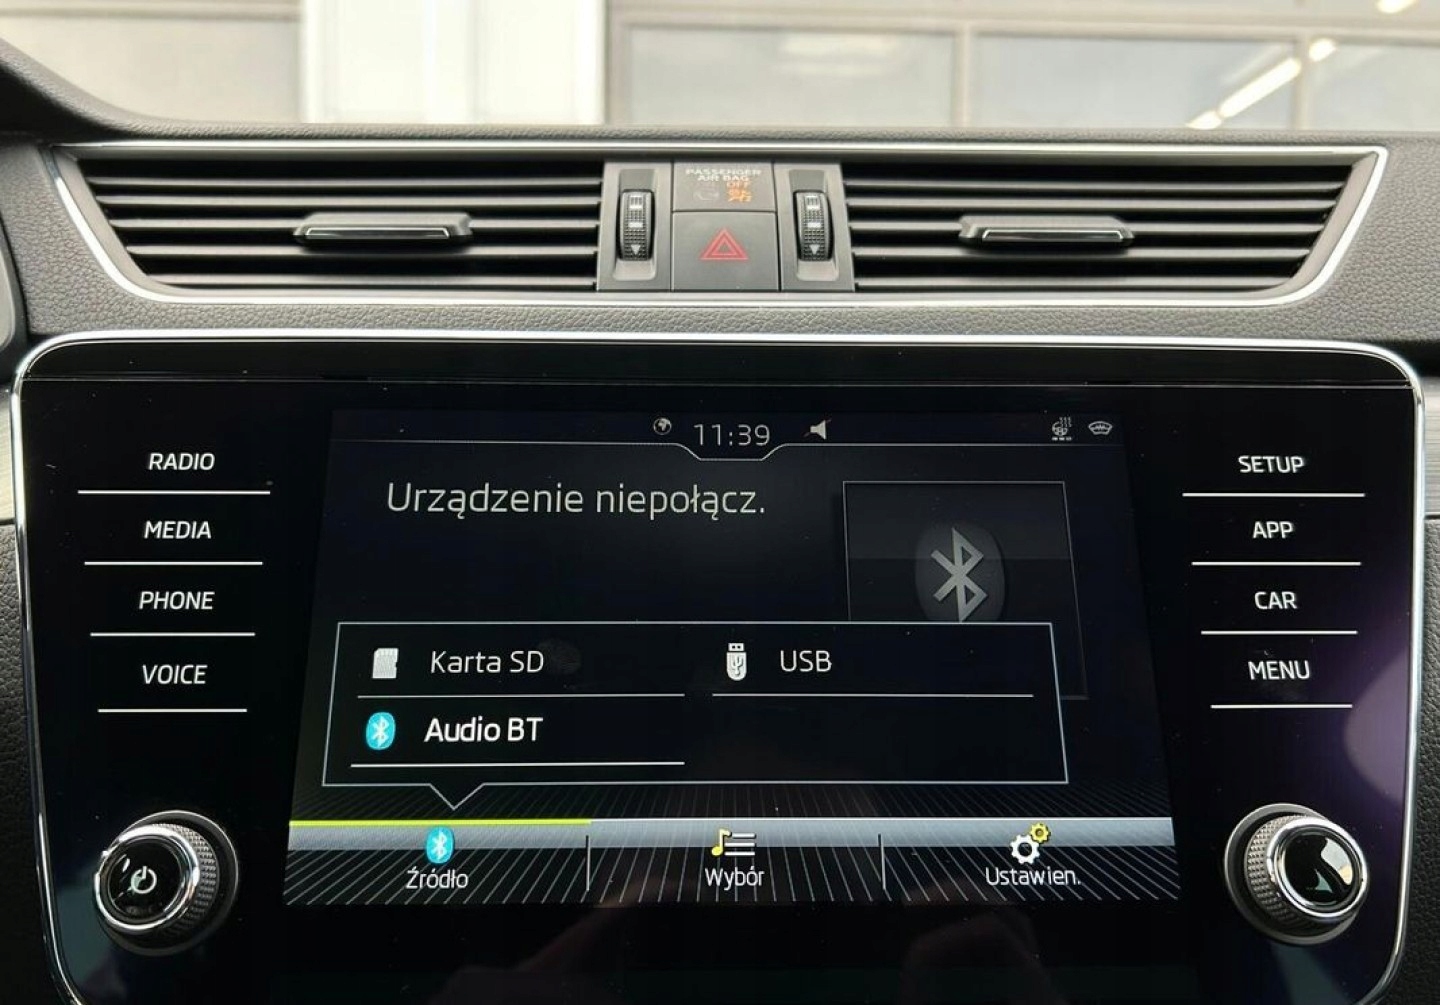 PASSENGER
AIR BAG
OFF
11:39
RADIO
MEDIA
PHONE
VOICE
Urządzenie niepołącz.
Karta SD
USB
Audio BT
Źródło
Wybór
Ustawien.
SETUP
APP
CAR
MENU